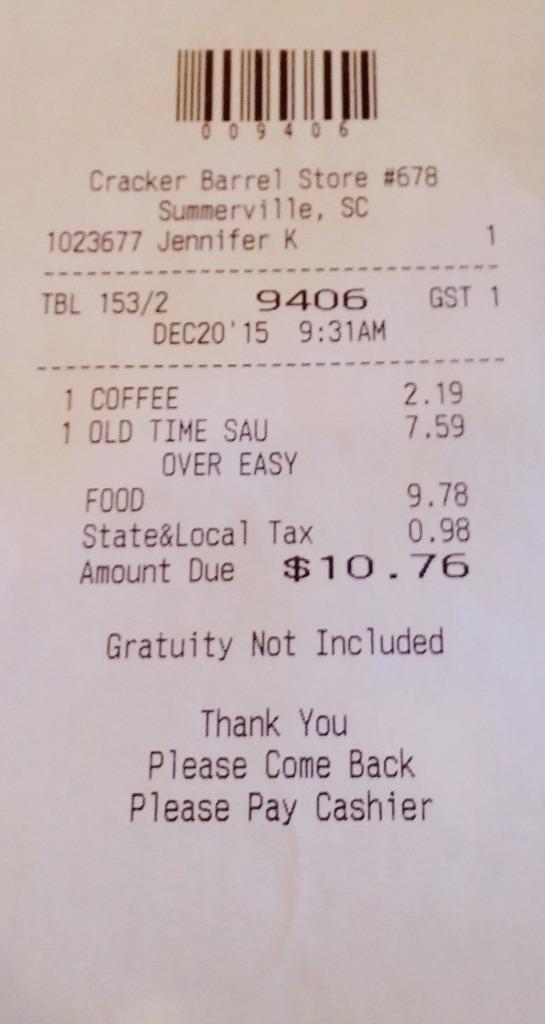 009406
Cracker Barrel Store #678
Summerville, SC
1023677 Jennifer K 1
TBL 153/2 9406 GST 1
DEC20'15 9:31AM
1 COFFEE 2.19
1 OLD TIME SAU 7.59
OVER EASY
FOOD 9.78
State&Local Tax 0.98
Amount Due $10.76
Gratuity Not Included
Thank You
Please Come Back
Please Pay Cashier